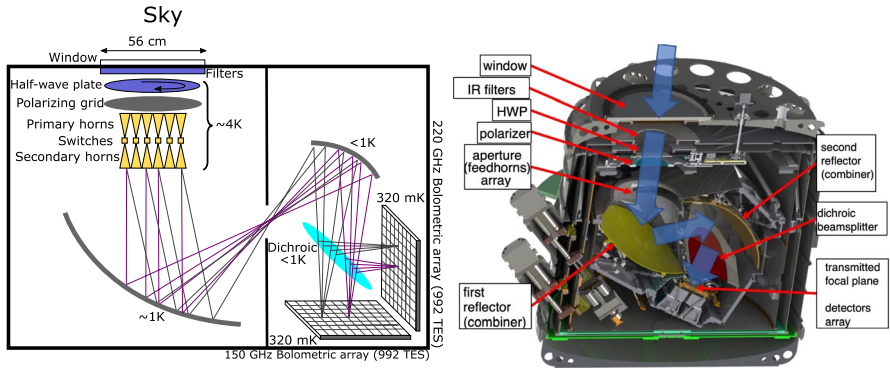 Sky
56 cm
Window
Filters
Half-wave plate
Polarizing grid
Primary horns
Switches
Secondary horns
~4K
<1K
320 mK
Dichroic
<1K
~1K
320 mK
150 GHz Bolometric array (992 TES)
220 GHz Bolometric array (992 TES)
window
IR filters
HWP
polarizer
aperture
(feedhorns)
array
first
reflector
(combiner)
second
reflector
(combiner)
dichroic
beamsplitter
transmitted
focal plane
detectors
array